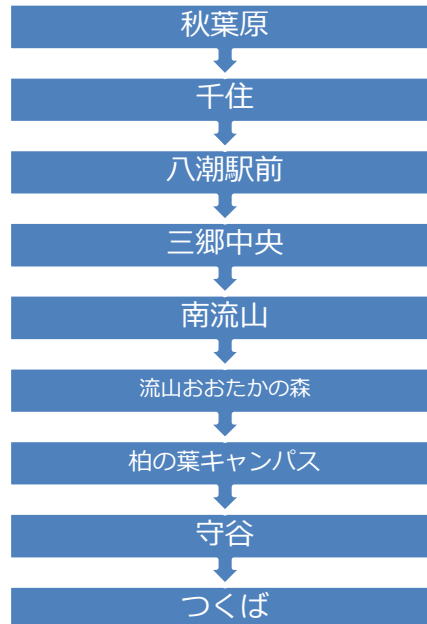 秋葉原
千住
八潮駅前
三郷中央
南流山
流山おおたかの森
柏の葉キャンパス
守谷
つくば